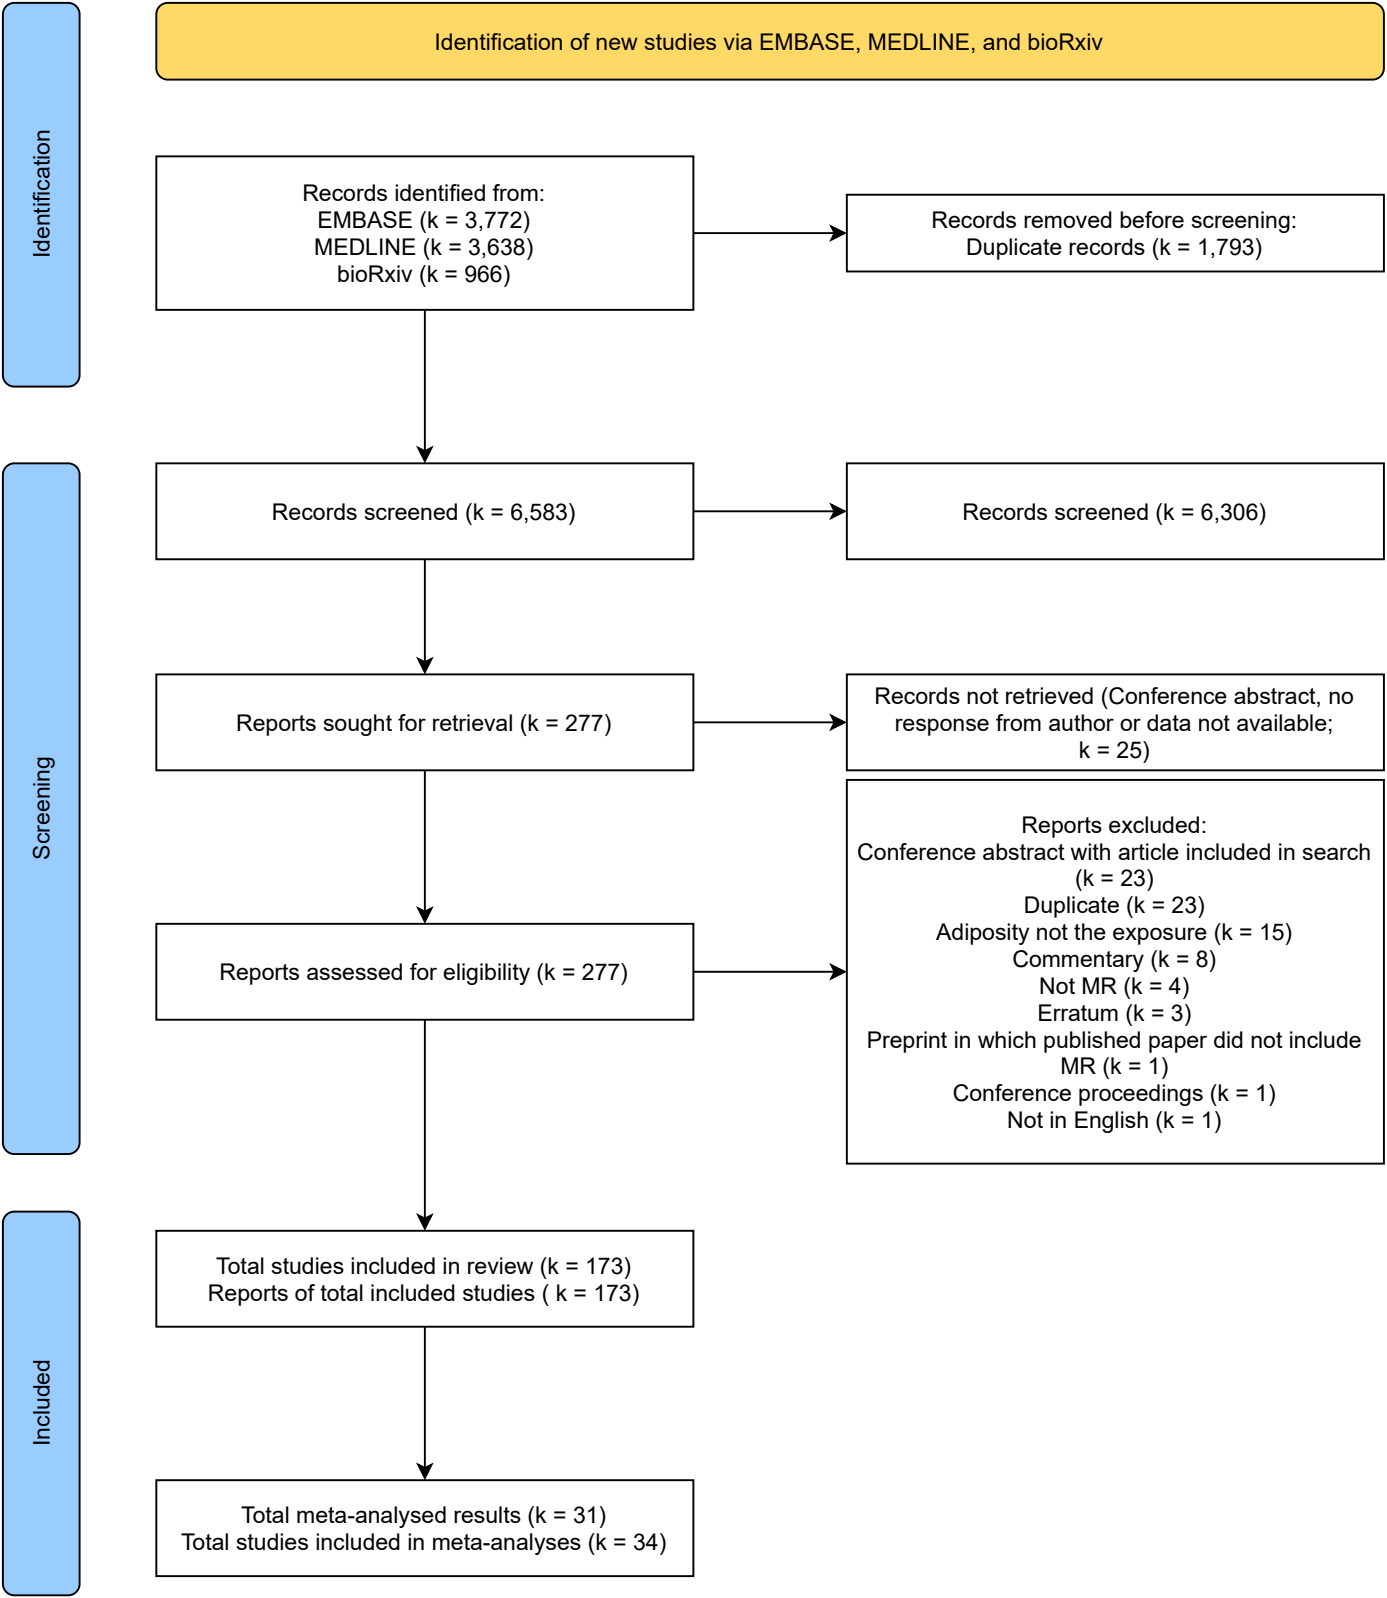 Identification of new studies via EMBASE, MEDLINE, and bioRxiv
Identification
Records identified from:
EMBASE (k = 3,772)
MEDLINE (k = 3,638)
bioRxiv (k = 966)
Records removed before screening:
Duplicate records (k = 1,793)
Screening
Records screened (k = 6,583)
Records screened (k = 6,306)
Reports sought for retrieval (k = 277)
Records not retrieved (Conference abstract, no
response from author or data not available;
k = 25)
Reports assessed for eligibility (k = 277)
Reports excluded:
Conference abstract with article included in search
(k = 23)
Duplicate (k = 23)
Adiposity not the exposure (k = 15)
Commentary (k = 8)
Not MR (k = 4)
Erratum (k = 3)
Preprint in which published paper did not include
MR (k = 1)
Conference proceedings (k = 1)
Not in English (k = 1)
Included
Total studies included in review (k = 173)
Reports of total included studies ( k = 173)
Total meta-analysed results (k = 31)
Total studies included in meta-analyses (k = 34)